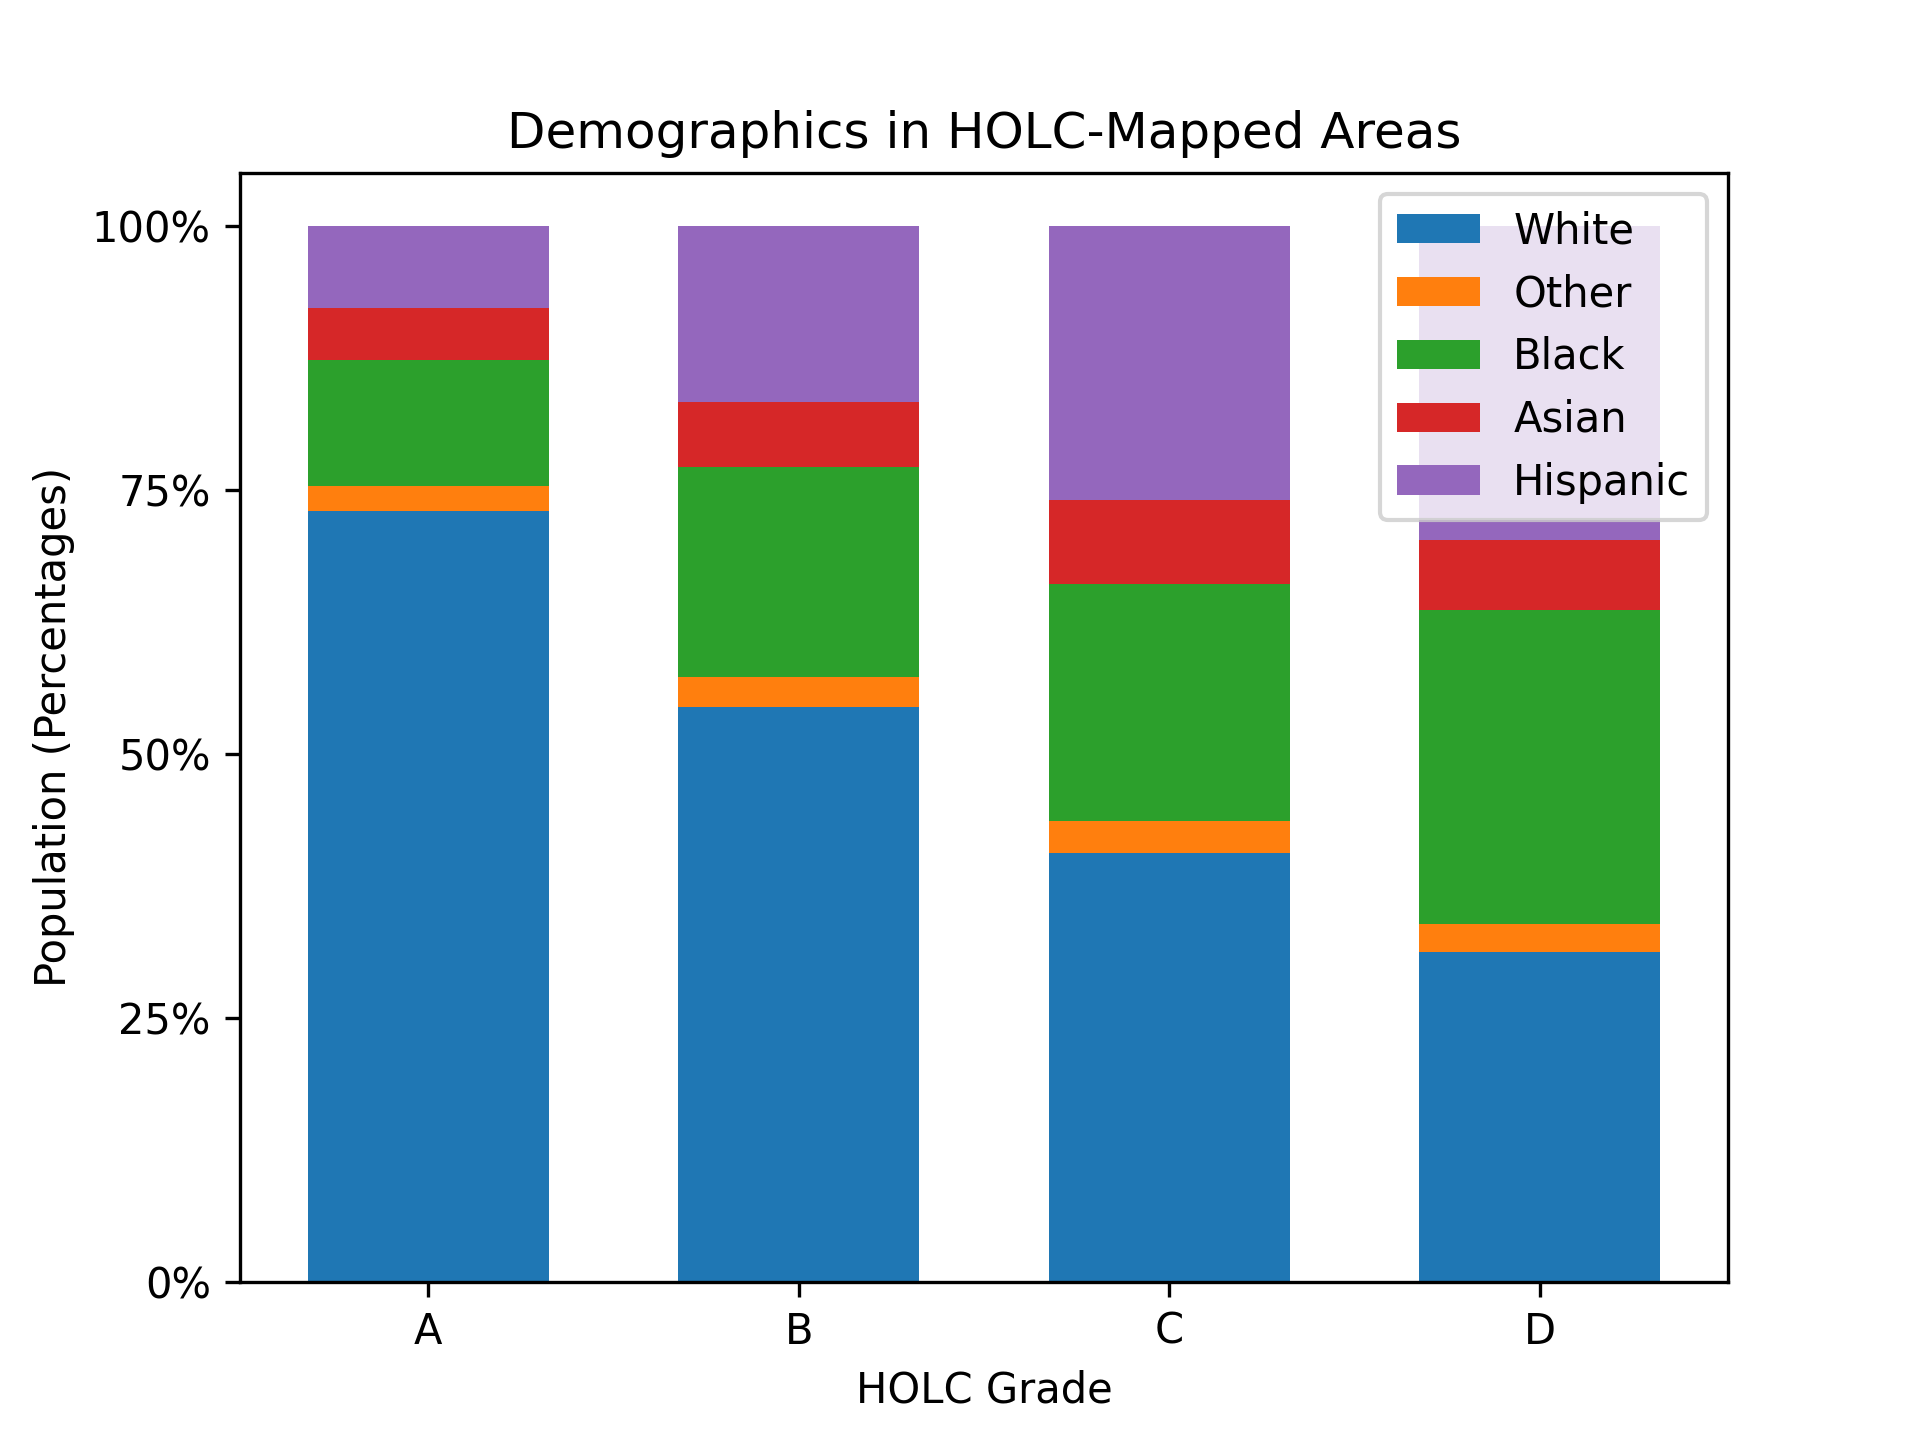 Demographics in HOLC-Mapped Areas
100%
75%
50%
25%
0%
Population (Percentages)
White
Other
Black
Asian
Hispanic
A
B
C
D
HOLC Grade